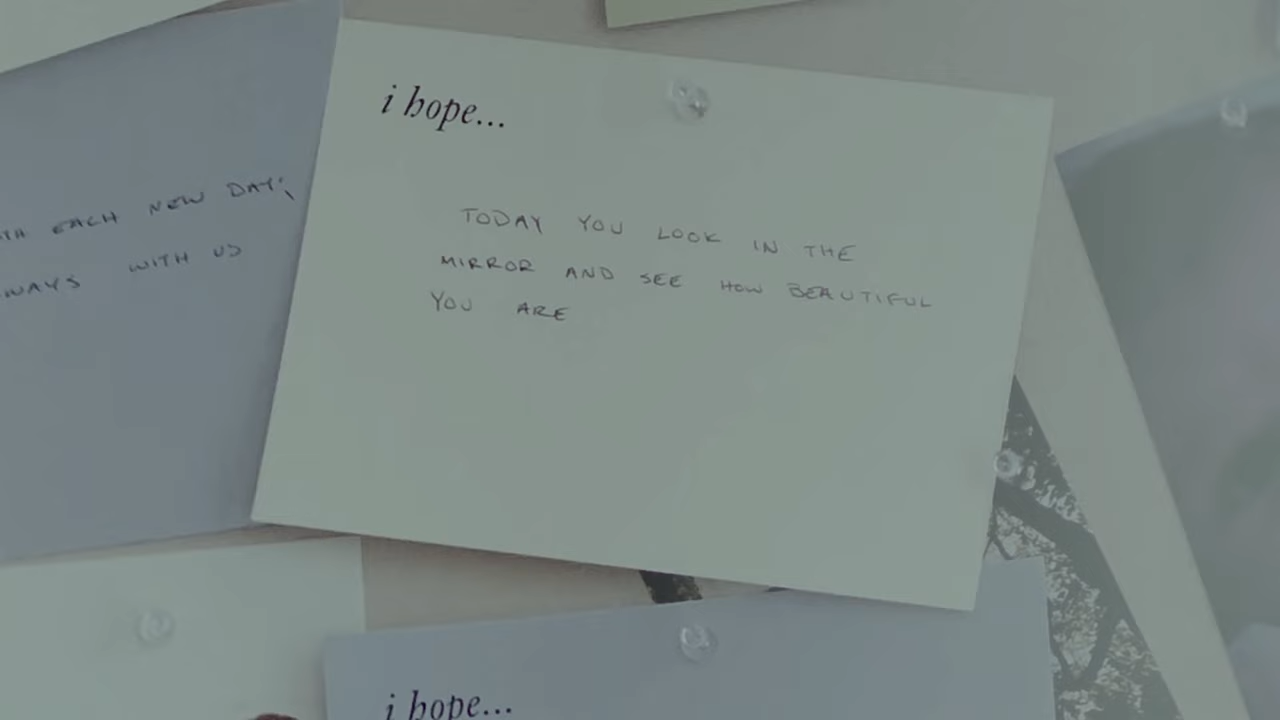 EACH NEW DAY;
WITH US
i hope...
TODAY YOU LOOK IN THE
MIRROR AND SEE HOW BEAUTIFUL
YOU ARE
i hope...